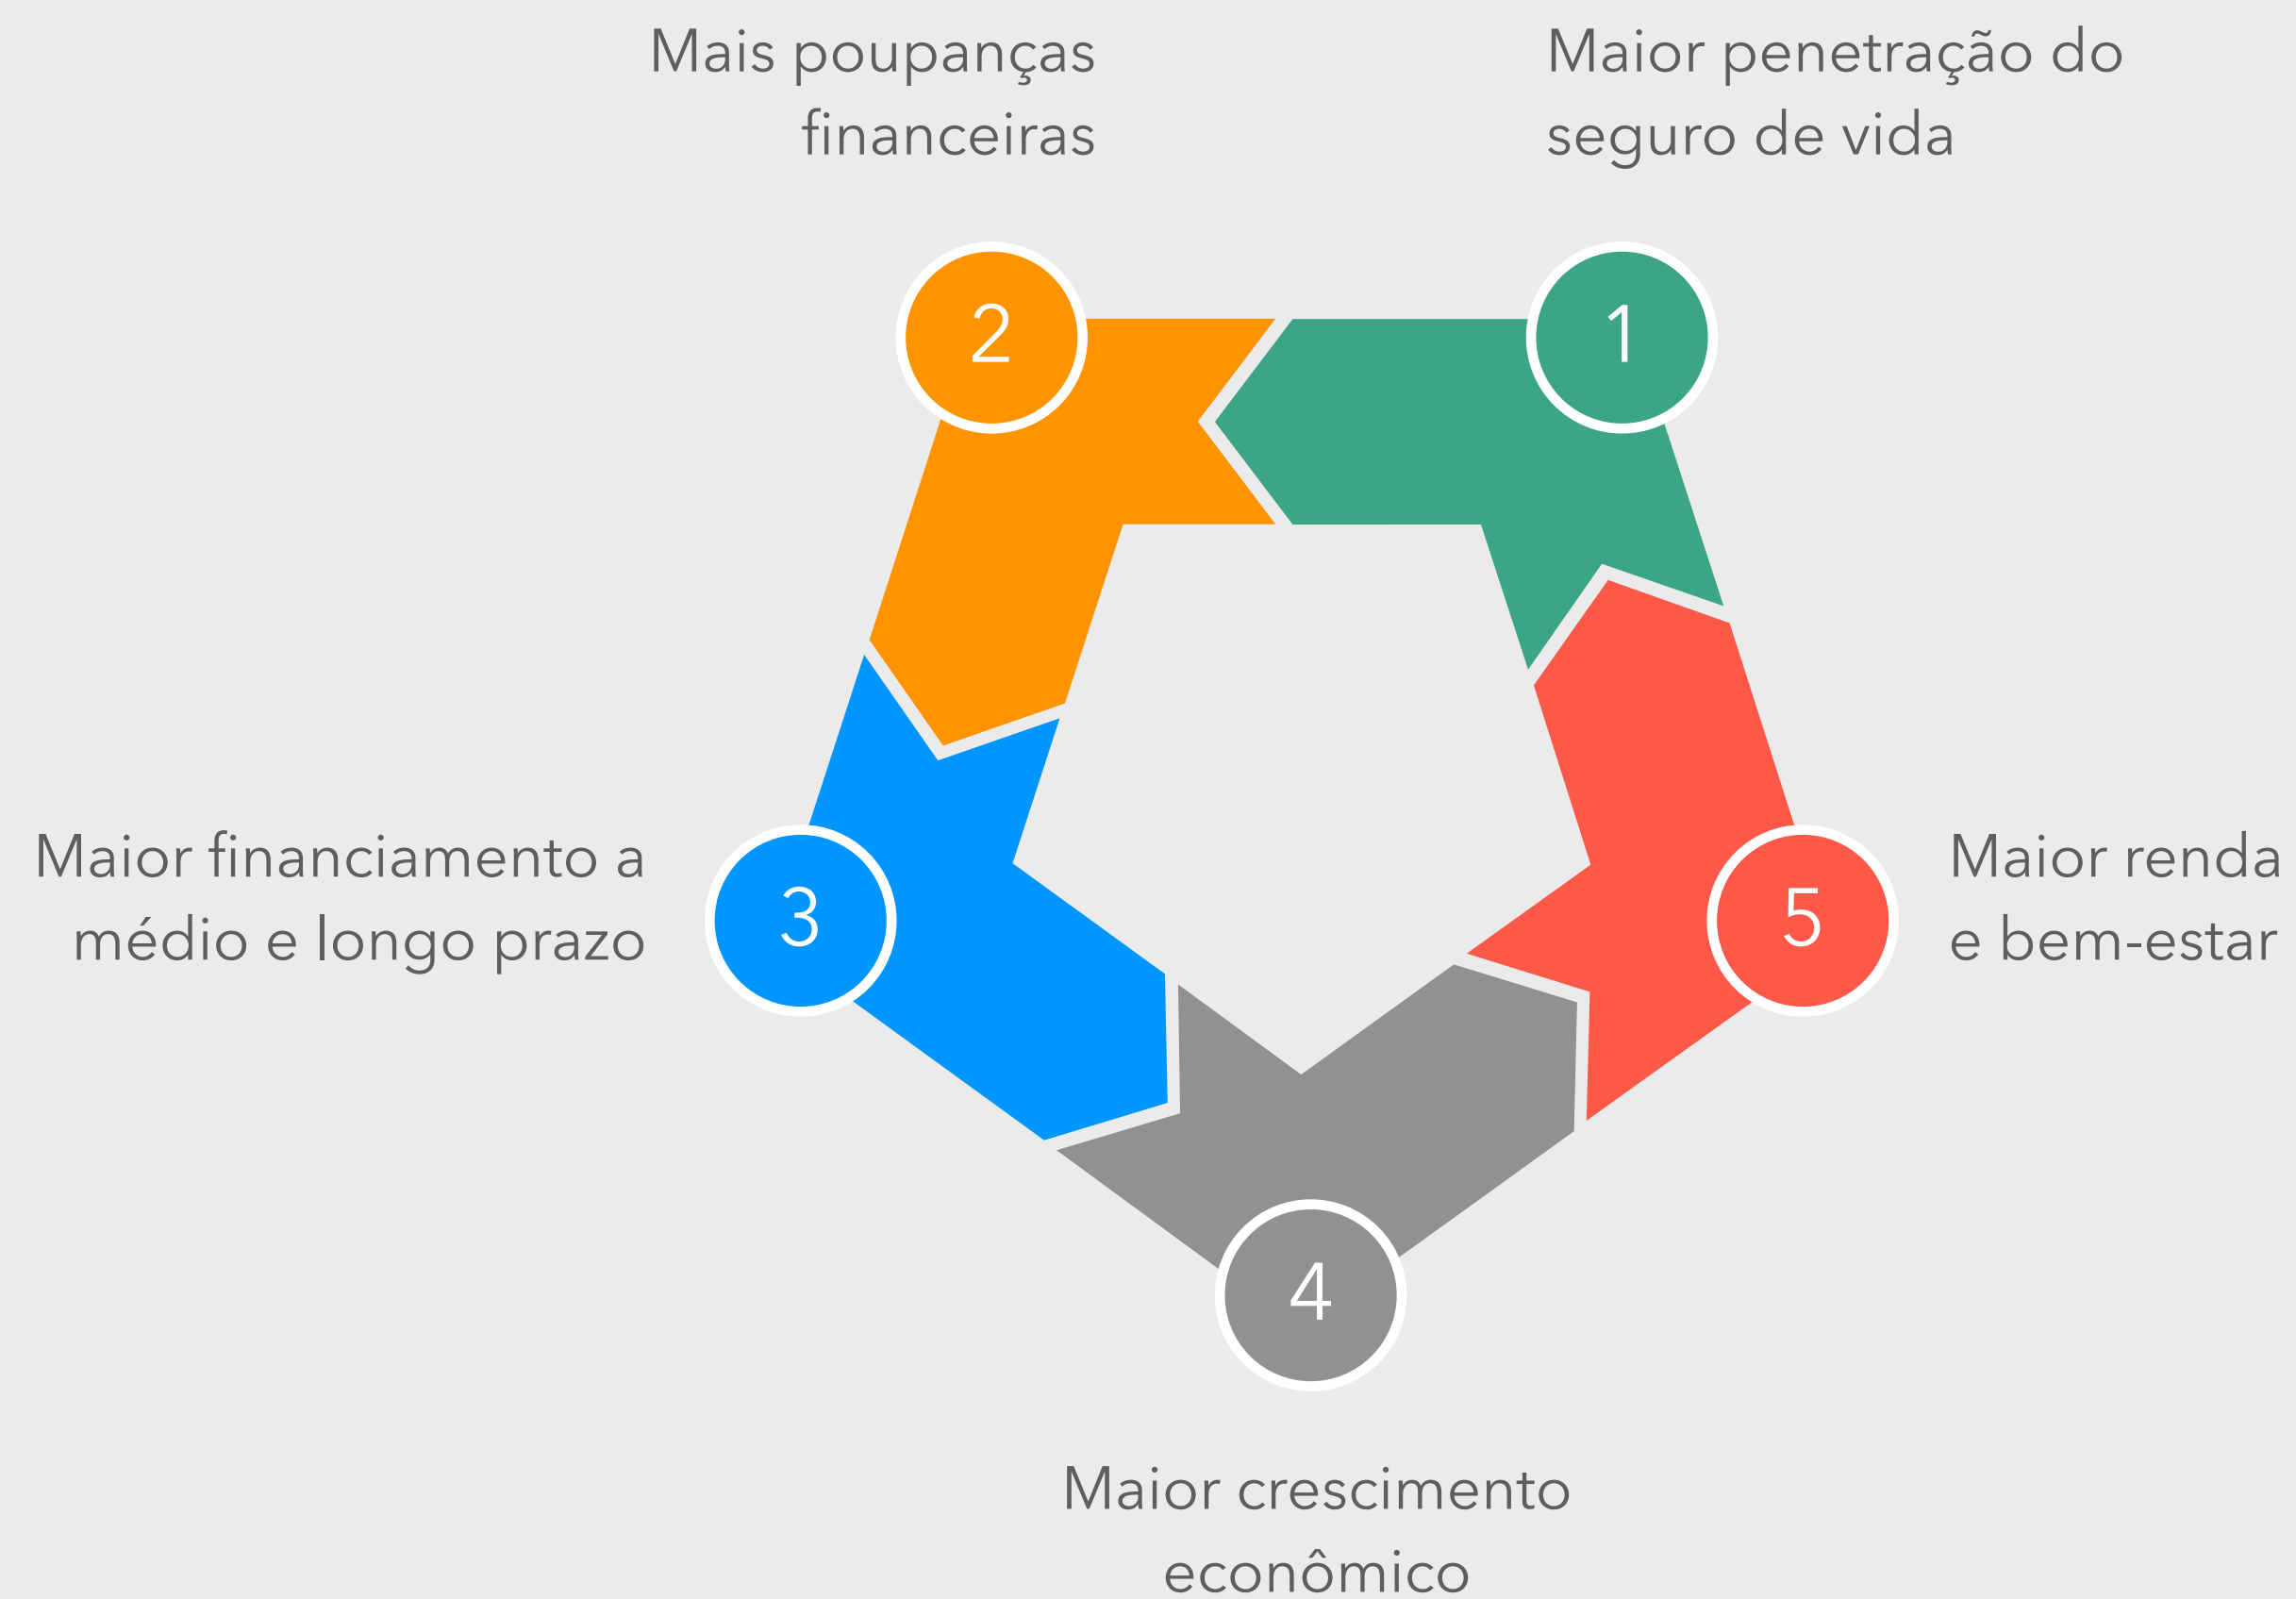 Mais poupanças
financeiras
Maior penetração do
seguro de vida
2
1
Maior financiamento a
médio e longo prazo
3
5
Maior renda
e bem-estar
4
Maior crescimento
econômico